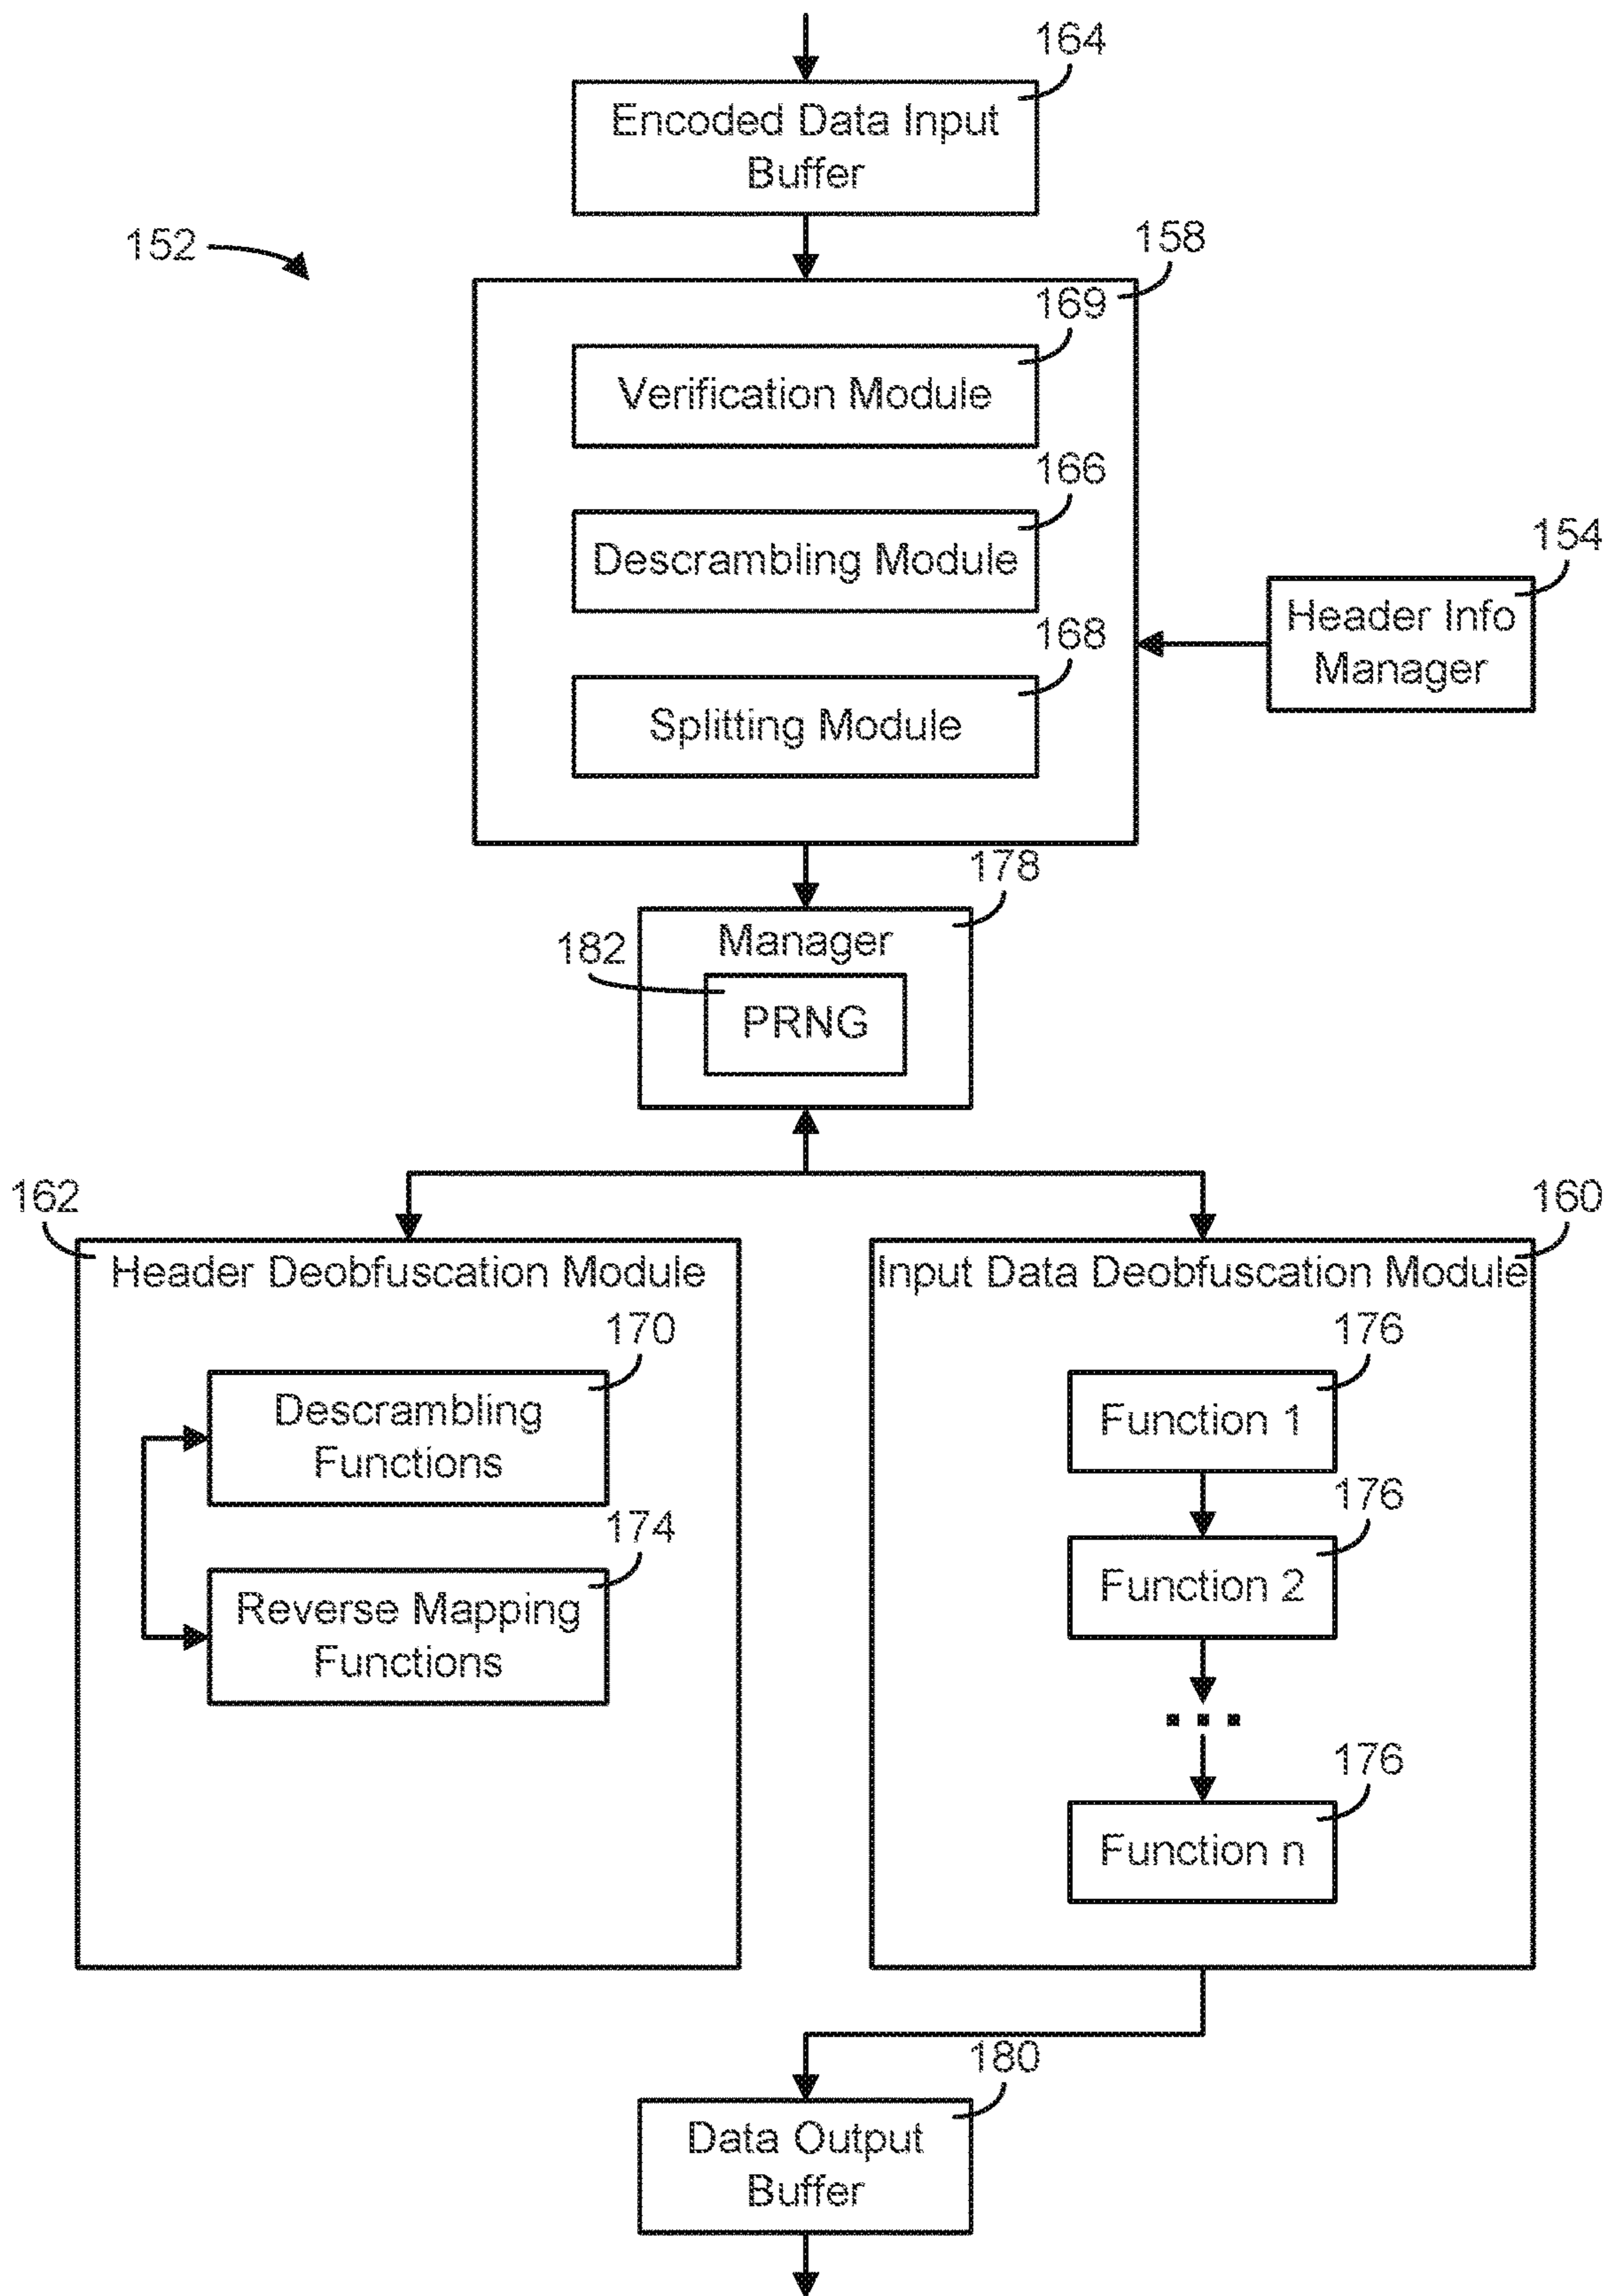 164
Encoded Data Input
Buffer
152
158
169
Verification Module
166
Descrambling Module
154
Header Info
Manager
168
Splitting Module
178
Manager
182
PRNG
162
Header Deobfuscation Module
160
Input Data Deobfuscation Module
170
Descrambling
Functions
174
Reverse Mapping
Functions
176
Function 1
176
Function 2
...
176
Function n
180
Data Output
Buffer